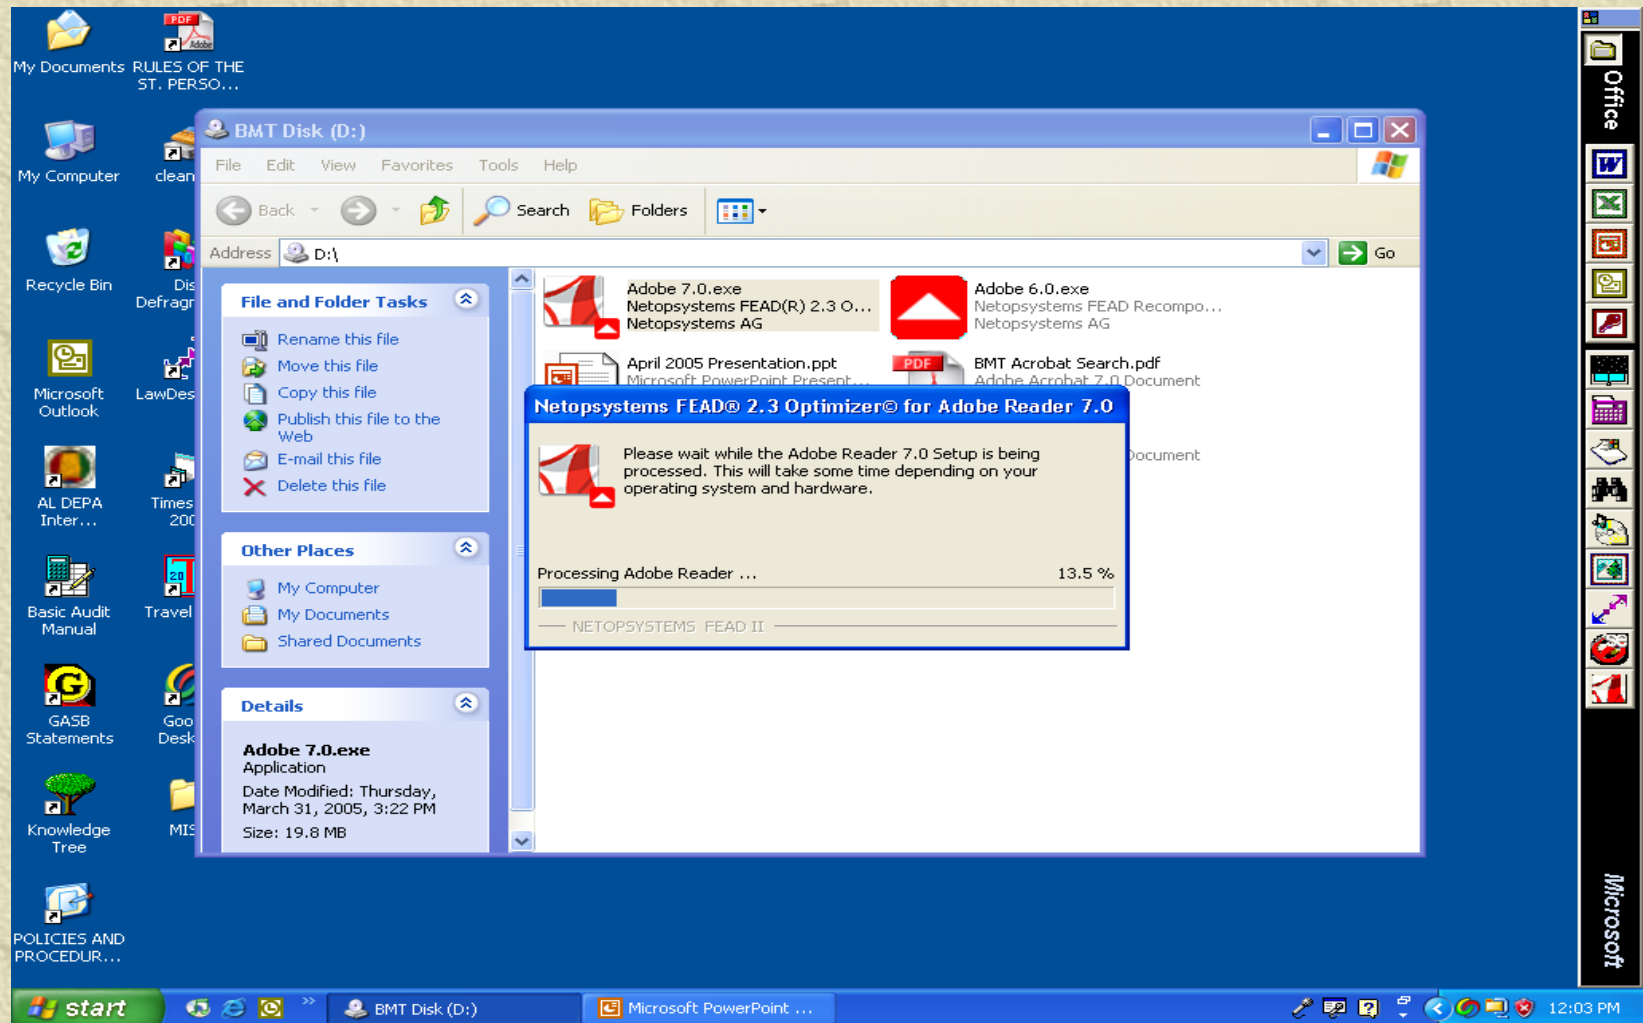 My Documents
RULES OF THE
ST. PERSO...
My Computer
clean
Recycle Bin
Dis
Defragr
Microsoft
Outlook
LawDes
AL DEPA
Inter...
Times
200
Basic Audit
Manual
Travel
GASB
Statements
Goo
Desk
Knowledge
Tree
MIS
POLICIES AND
PROCEDUR...
BMT Disk (D:)
File Edit View Favorites Tools Help
Back Search Folders
Address D:\ Go
File and Folder Tasks
Rename this file
Move this file
Copy this file
Publish this file to the
Web
E-mail this file
Delete this file
Other Places
My Computer
My Documents
Shared Documents
Details
Adobe 7.0.exe
Application
Date Modified: Thursday,
March 31, 2005, 3:22 PM
Size: 19.8 MB
Adobe 7.0.exe
Netopsystems FEAD(R) 2.3 O...
Netopsystems AG
Adobe 6.0.exe
Netopsystems FEAD Recompo...
Netopsystems AG
April 2005 Presentation.ppt
Microsoft PowerPoint Present...
PDF
BMT Acrobat Search.pdf
Adobe Acrobat 7.0 Document
Document
Netopsystems FEAD® 2.3 Optimizer© for Adobe Reader 7.0
Please wait while the Adobe Reader 7.0 Setup is being
processed. This will take some time depending on your
operating system and hardware.
Processing Adobe Reader ... 13.5 %
NETOPSYSTEMS FEAD II
Office
Microsoft
start
BMT Disk (D:)
Microsoft PowerPoint ...
12:03 PM